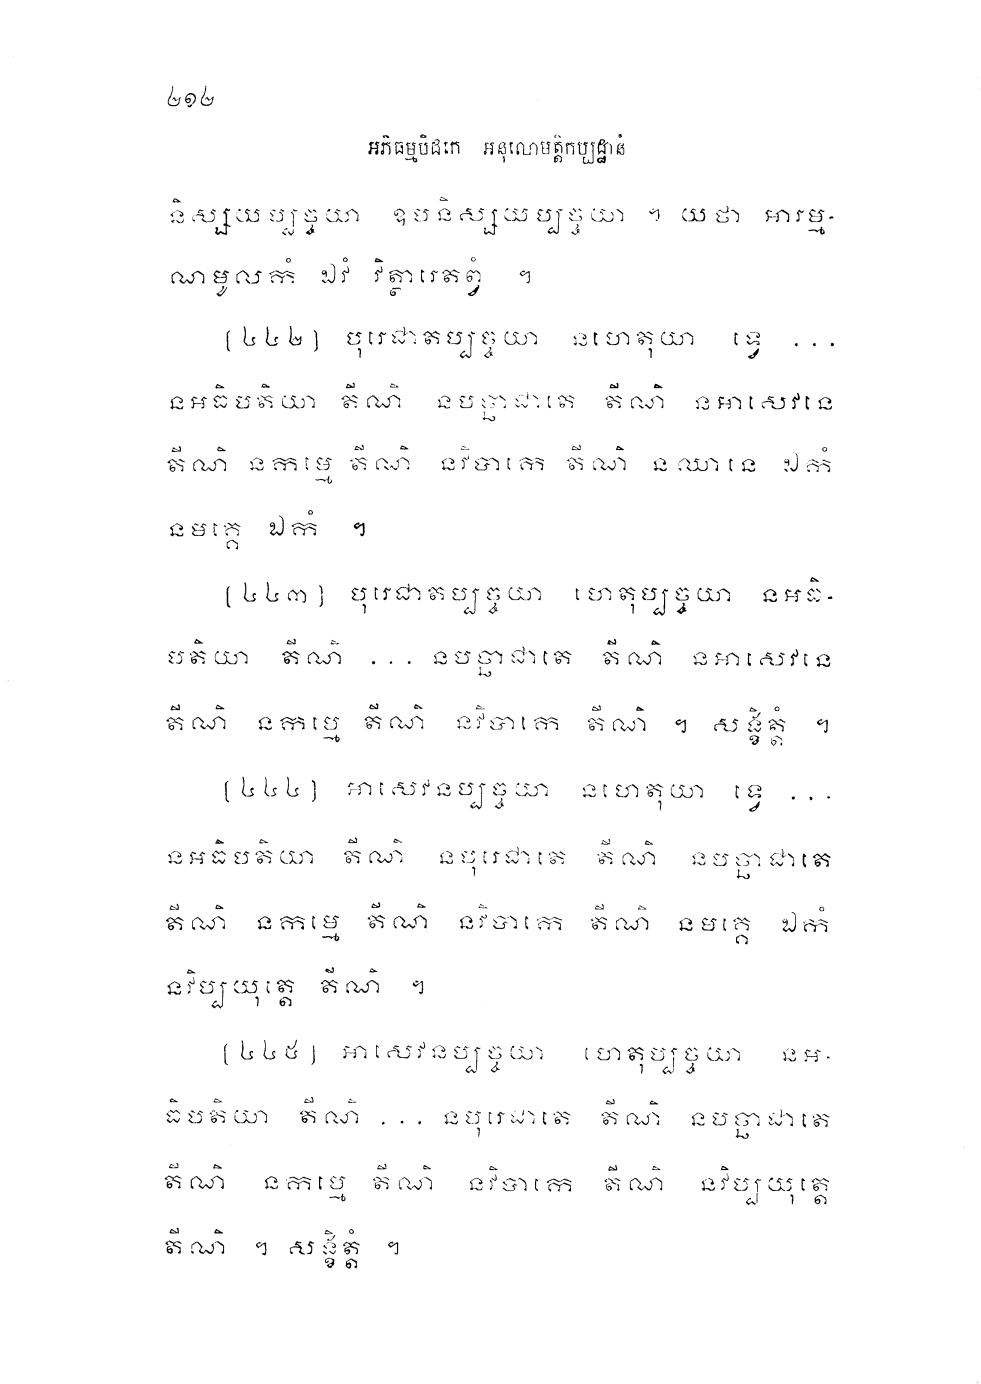 ២១២
អភិធម្មបិដកេ អនុលោមត្តិកប្បដ្ឋានំ
និស្សយប្បច្ចយា ឧបនិស្សយប្បច្ចយា ។ យថា អារម្ម-
ណមូលកំ ឯវំ វិត្ថារេតព្វំ ។
(៤៤២) បុរេជាតប្បច្ចយា នហេតុយា ទ្វេ ...
នអធិបតិយា តីណិ នបច្ឆាជាតេ តីណិ នអាសេវនេ
តីណិ នកម្មេ តីណិ នវិបាកេ តីណិ នឈានេ ឯកំ
នមគ្គេ ឯកំ ។
(៤៤៣) បុរេជាតប្បច្ចយា ហេតុប្បច្ចយា នអធិ-
បតិយា តីណិ ... នបច្ឆាជាតេ តីណិ នអាសេវនេ
តីណិ នកម្មេ តីណិ នវិបាកេ តីណិ ។ សង្ខិត្តំ ។
(៤៤៤) អាសេវនប្បច្ចយា នហេតុយា ទ្វេ ...
នអធិបតិយា តីណិ នបុរេជាតេ តីណិ នបច្ឆាជាតេ
តីណិ នកម្មេ តីណិ នវិបាកេ តីណិ នមគ្គេ ឯកំ
នវិប្បយុត្តេ តីណិ ។
(៤៤៥) អាសេវនប្បច្ចយា ហេតុប្បច្ចយា នអ-
ធិបតិយា តីណិ ... នបុរេជាតេ តីណិ នបច្ឆាជាតេ
តីណិ នកម្មេ តីណិ នវិបាកេ តីណិ នវិប្បយុត្តេ
តីណិ ។ សង្ខិត្តំ ។